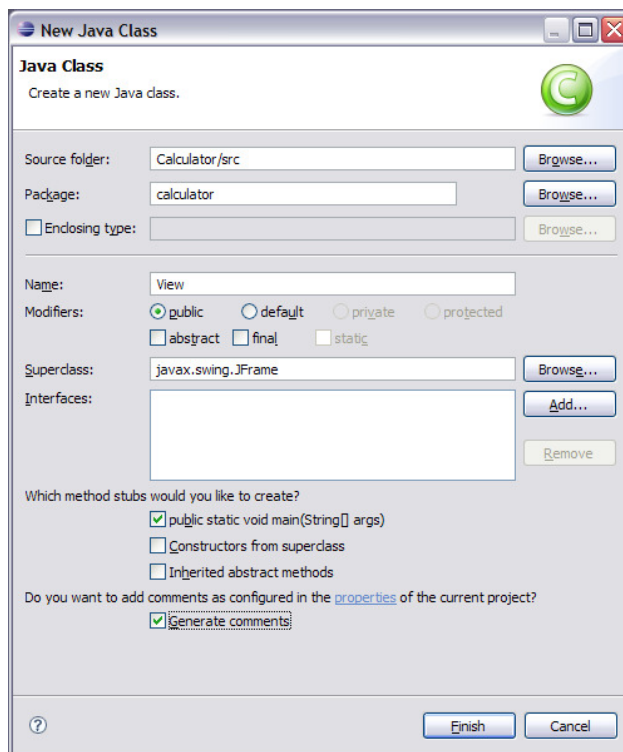 New Java Class
Java Class
Create a new Java class.
Source folder: Calculator/src Browse...
Package: calculator Browse...
Enclosing type: Browse...
Name: View
Modifiers: public default private protected
abstract final static
Superclass: javax.swing.JFrame Browse...
Interfaces: Add...
Remove
Which method stubs would you like to create?
public static void main(String[] args)
Constructors from superclass
Inherited abstract methods
Do you want to add comments as configured in the properties of the current project?
Generate comments
Finish Cancel